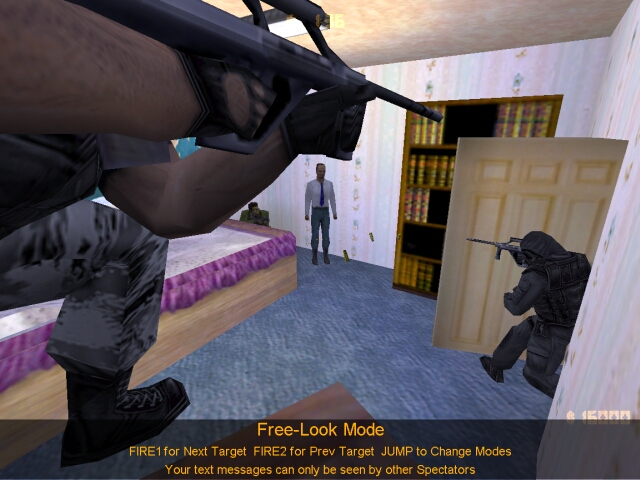 Free-Look Mode
FIRE1 for Next Target FIRE2 for Prev Target JUMP to Change Modes
Your text messages can only be seen by other Spectators
$ 16000